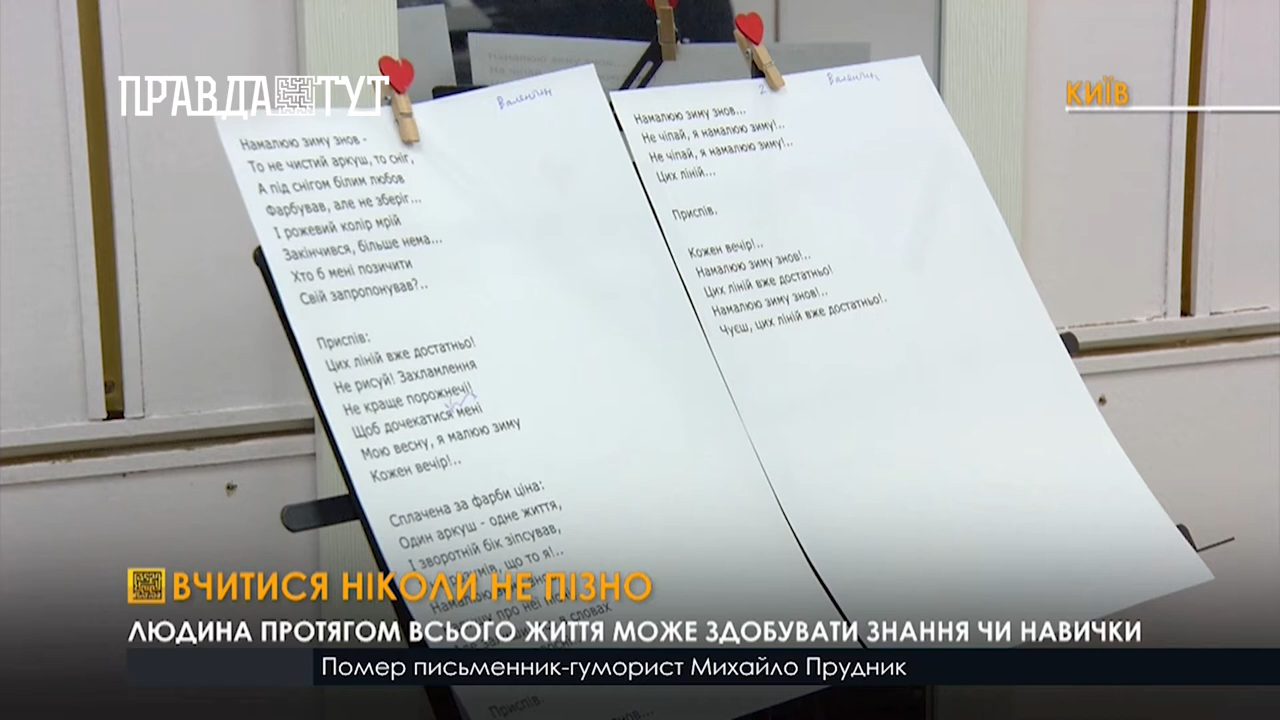 ПРАВДА ТУТ
КИЇВ
Валентин
Намалюю зиму знов -
То не чистий аркуш, то сніг,
А під снігом білим любов
Фарбував, але не зберіг...
І рожевий колір мрій
Закінчився, більше нема...
Хто б мені позичити
Свій запропонував?..
Приспів:
Цих ліній вже достатньо!
Не рисуй! Захламлення
Не краще порожнечі!
Щоб дочекатися мені
Мою весну, я малюю зиму
Кожен вечір!..
Сплачена за фарби ціна:
Один аркуш - одне життя,
І зворотній бік зіпсував,
що то я!..
словах
Приспів.
2
Валентин
Намалюю зиму знов...
Не чіпай, я намалюю зиму!..
Не чіпай, я намалюю зиму!..
Цих ліній...
Приспів.
Кожен вечір!..
Намалюю зиму знов!..
Цих ліній вже достатньо!
Намалюю зиму знов!..
Чуєш, цих ліній вже достатньо!.
ВЧИТИСЯ НІКОЛИ НЕ ПІЗНО
ЛЮДИНА ПРОТЯГОМ ВСЬОГО ЖИТТЯ МОЖЕ ЗДОБУВАТИ ЗНАННЯ ЧИ НАВИЧКИ
Помер письменник-гуморист Михайло Прудник